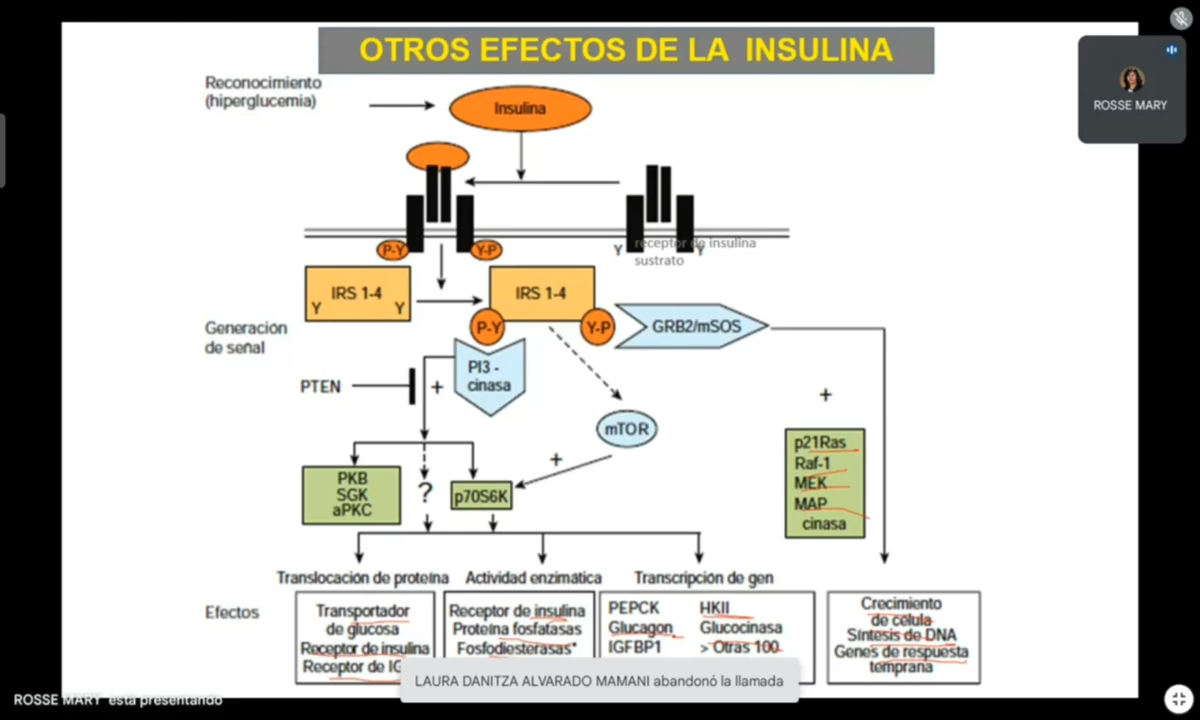 OTROS EFECTOS DE LA INSULINA
Reconocimiento
(hiperglucemia)
Insulina
ROSSE MARY
P-Y
Y-P
Y
receptor de insulina
Y
sustrato
IRS 1-4
Y
Y
IRS 1-4
P-Y
Y-P
GRB2/mSOS
Generación
de señal
PI3 -
cinasa
PTEN
+
+
mTOR
+
PKB
SGK
aPKC
?
p70S6K
p21Ras
Raf-1
MEK
MAP
cinasa
Translocación de proteína
Actividad enzimática
Transcripción de gen
Efectos
Transportador
de glucosa
Receptor de insulina
Receptor de IG
Receptor de insulina
Proteína fosfatasas
Fosfodiesterasas*
PEPCK
HKII
Glucagon
Glucocinasa
IGFBP1
> Otras 100
Crecimiento
de célula
Síntesis de DNA
Genes de respuesta
temprana
LAURA DANITZA ALVARADO MAMANI abandonó la llamada
ROSSE MARY está presentando